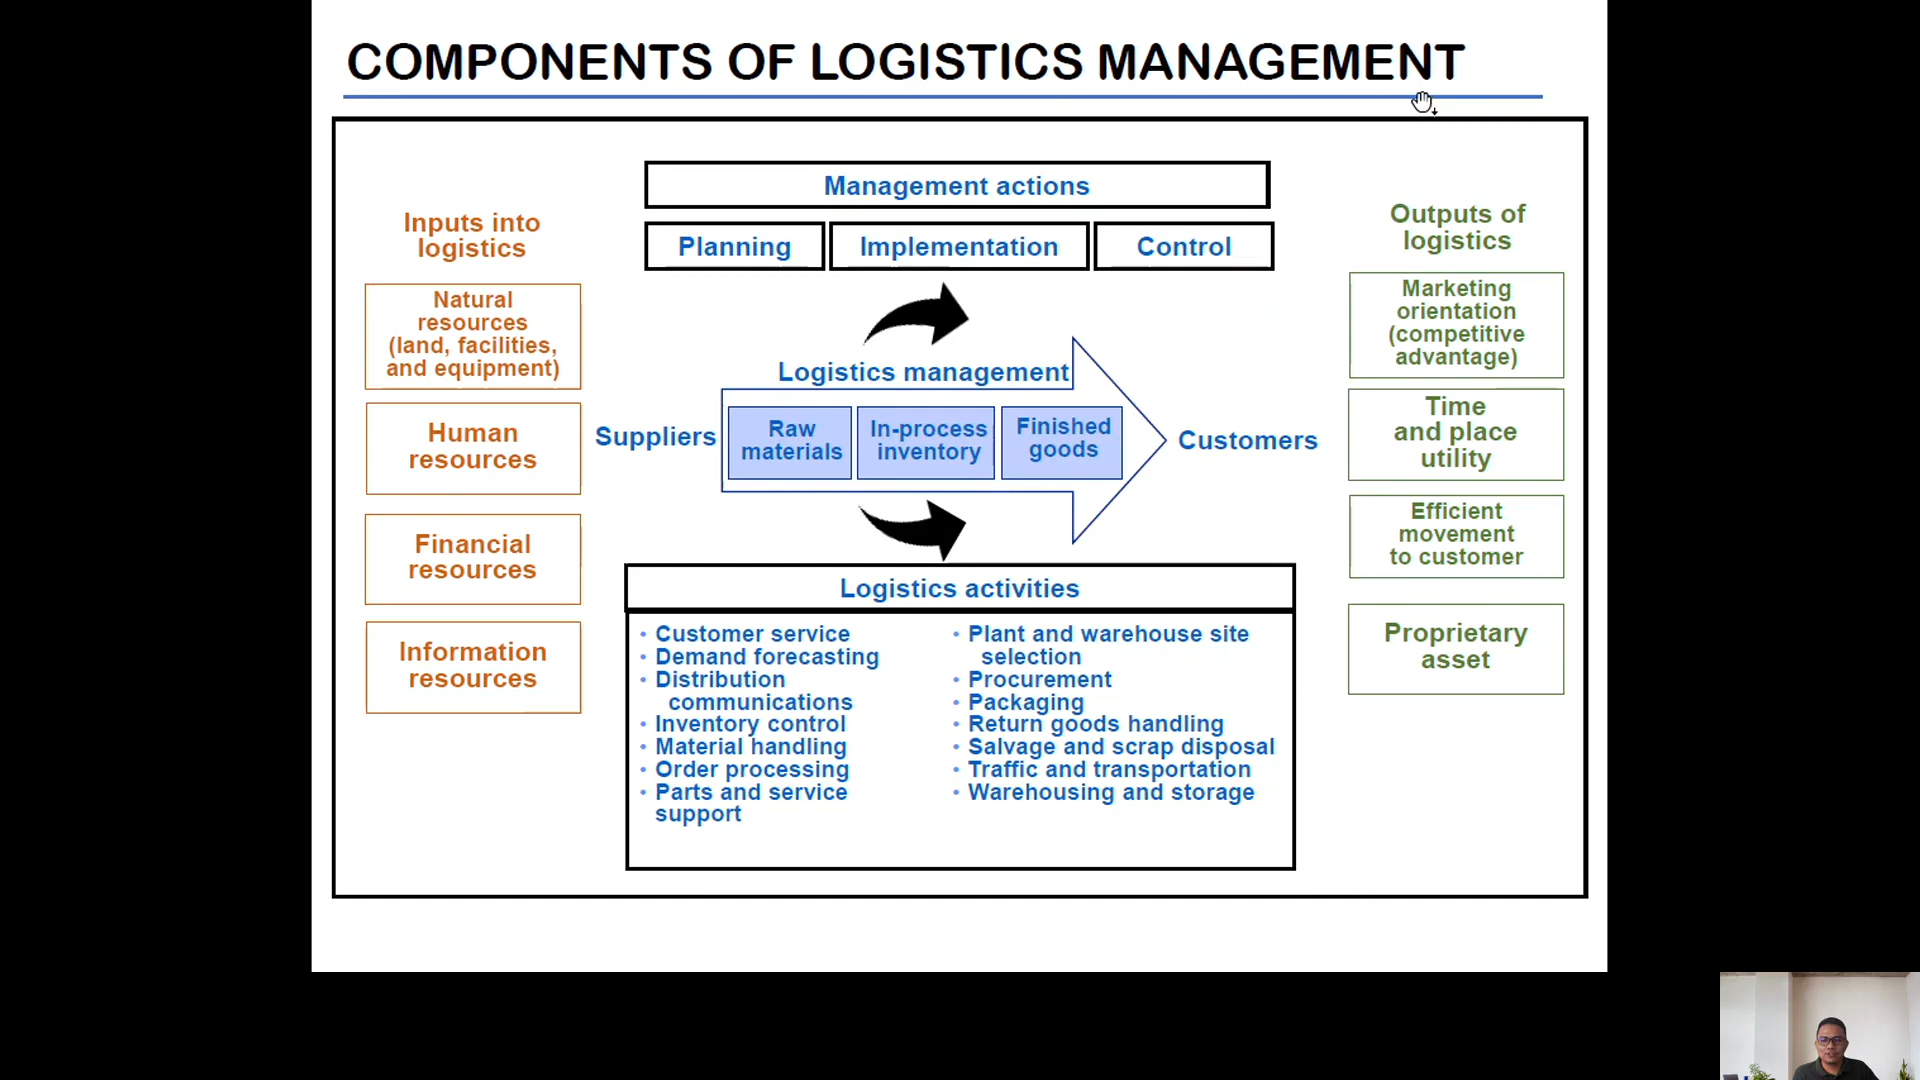 COMPONENTS OF LOGISTICS MANAGEMENT
Management actions
Planning
Implementation
Control
Inputs into
logistics
Natural
resources
(land, facilities,
and equipment)
Human
resources
Financial
resources
Information
resources
Suppliers
Logistics management
Raw
materials
In-process
inventory
Finished
goods
Customers
Logistics activities
• Customer service
• Demand forecasting
• Distribution
communications
• Inventory control
• Material handling
• Order processing
• Parts and service
support
• Plant and warehouse site
selection
• Procurement
• Packaging
• Return goods handling
• Salvage and scrap disposal
• Traffic and transportation
• Warehousing and storage
Outputs of
logistics
Marketing
orientation
(competitive
advantage)
Time
and place
utility
Efficient
movement
to customer
Proprietary
asset